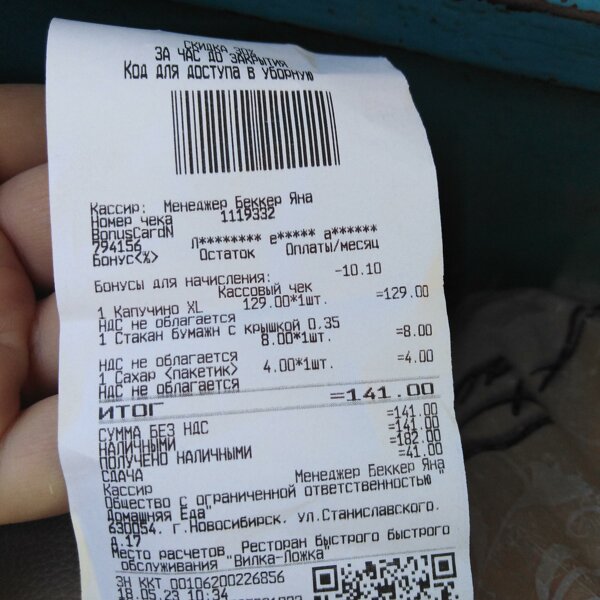 СКИДКА 30%
ЗА ЧАС ДО ЗАКРЫТИЯ
Код для доступа в уборную
Кассир: Менеджер Беккер Яна
Номер чека 1119332
BonusCardN
794156 Л******** е***** а******
Бонус<%> Остаток Оплаты/месяц
Бонусы для начисления: -10.10
Кассовый чек
1 Капучино XL 129.00*1шт. =129.00
НДС не облагается
1 Стакан бумажн с крышкой 0,35
8.00*1шт. =8.00
НДС не облагается
1 Сахар <пакетик> 4.00*1шт. =4.00
НДС не облагается
ИТОГ =141.00
СУММА БЕЗ НДС =141.00
НАЛИЧНЫМИ =141.00
ПОЛУЧЕНО НАЛИЧНЫМИ =182.00
СДАЧА =41.00
Кассир Менеджер Беккер Яна
Общество с ограниченной ответственностью "
Домашняя Еда"
630054. г.Новосибирск. ул.Станиславского.
д.17
Место расчетов Ресторан быстрого быстрого
обслуживания "Вилка-Ложка
ЗН ККТ 00106200226856
18.05.23 10:34